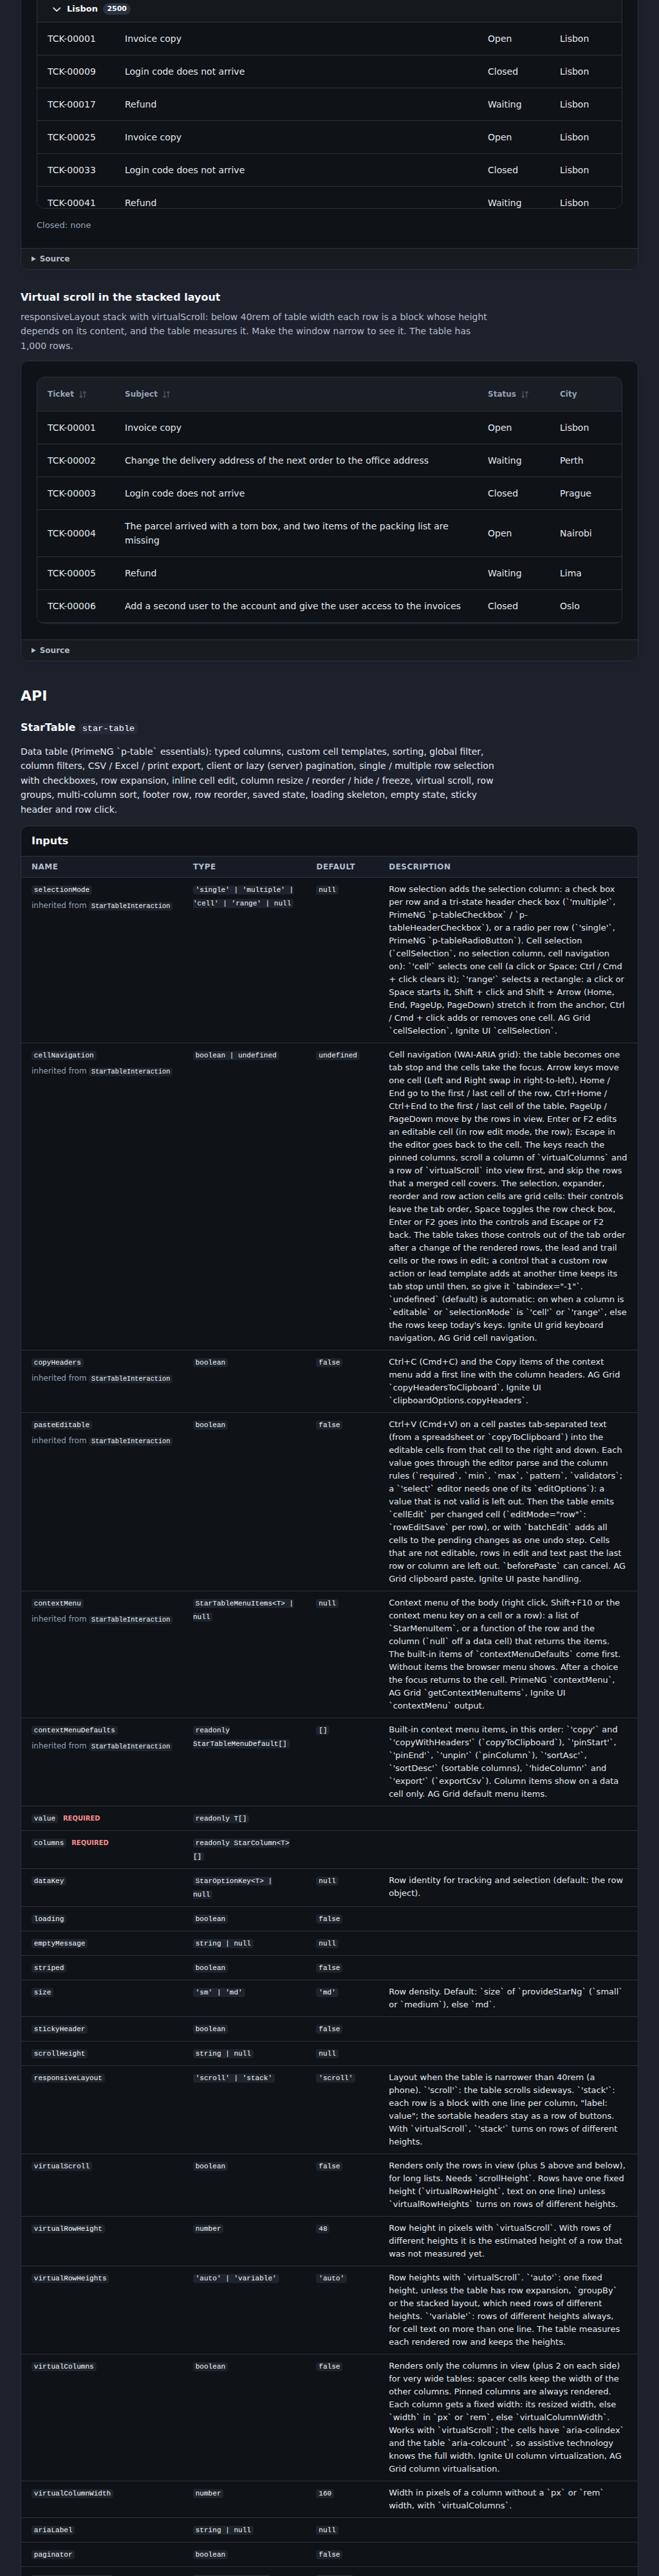 Lisbon 2500
TCK-00001 Invoice copy Open Lisbon
TCK-00009 Login code does not arrive Closed Lisbon
TCK-00017 Refund Waiting Lisbon
TCK-00025 Invoice copy Open Lisbon
TCK-00033 Login code does not arrive Closed Lisbon
TCK-00041 Refund Waiting Lisbon
Closed: none
Source
Virtual scroll in the stacked layout
responsiveLayout stack with virtualScroll: below 40rem of table width each row is a block whose height
depends on its content, and the table measures it. Make the window narrow to see it. The table has
1,000 rows.
Ticket Subject Status City
TCK-00001 Invoice copy Open Lisbon
TCK-00002 Change the delivery address of the next order to the office address Waiting Perth
TCK-00003 Login code does not arrive Closed Prague
TCK-00004 The parcel arrived with a torn box, and two items of the packing list are
missing Open Nairobi
TCK-00005 Refund Waiting Lima
TCK-00006 Add a second user to the account and give the user access to the invoices Closed Oslo
Source
API
StarTable star-table
Data table (PrimeNG `p-table` essentials): typed columns, custom cell templates, sorting, global filter,
column filters, CSV / Excel / print export, client or lazy (server) pagination, single / multiple row selection
with checkboxes, row expansion, inline cell edit, column resize / reorder / hide / freeze, virtual scroll, row
groups, multi-column sort, footer row, row reorder, saved state, loading skeleton, empty state, sticky
header and row click.
Inputs
NAME TYPE DEFAULT DESCRIPTION
selectionMode 'single' | 'multiple' | null Row selection adds the selection column: a check box
inherited from StarTableInteraction 'cell' | 'range' | null per row and a tri-state header check box (`'multiple'`,
PrimeNG `p-tableCheckbox` / `p-
tableHeaderCheckbox`), or a radio per row (`'single'`,
PrimeNG `p-tableRadioButton`). Cell selection
(`cellSelection`, no selection column, cell navigation
on): `'cell'` selects one cell (a click or Space; Ctrl / Cmd
+ click clears it); `'range'` selects a rectangle: a click or
Space starts it, Shift + click and Shift + Arrow (Home,
End, PageUp, PageDown) stretch it from the anchor, Ctrl
/ Cmd + click adds or removes one cell. AG Grid
`cellSelection`, Ignite UI `cellSelection`.
cellNavigation boolean | undefined undefined Cell navigation (WAI-ARIA grid): the table becomes one
inherited from StarTableInteraction tab stop and the cells take the focus. Arrow keys move
one cell (Left and Right swap in right-to-left), Home /
End go to the first / last cell of the row, Ctrl+Home /
Ctrl+End to the first / last cell of the table, PageUp /
PageDown move by the rows in view. Enter or F2 edits
an editable cell (in row edit mode, the row); Escape in
the editor goes back to the cell. The keys reach the
pinned columns, scroll a column of `virtualColumns` and
a row of `virtualScroll` into view first, and skip the rows
that a merged cell covers. The selection, expander,
reorder and row action cells are grid cells: their controls
leave the tab order, Space toggles the row check box,
Enter or F2 goes into the controls and Escape or F2
back. The table takes those controls out of the tab order
after a change of the rendered rows, the lead and trail
cells or the rows in edit; a control that a custom row
action or lead template adds at another time keeps its
tab stop until then, so give it `tabindex="-1"`.
`undefined` (default) is automatic: on when a column is
`editable` or `selectionMode` is `'cell'` or `'range'`, else
the rows keep today's keys. Ignite UI grid keyboard
navigation, AG Grid cell navigation.
copyHeaders boolean false Ctrl+C (Cmd+C) and the Copy items of the context
inherited from StarTableInteraction menu add a first line with the column headers. AG Grid
`copyHeadersToClipboard`, Ignite UI
`clipboardOptions.copyHeaders`.
pasteEditable boolean false Ctrl+V (Cmd+V) on a cell pastes tab-separated text
inherited from StarTableInteraction (from a spreadsheet or `copyToClipboard`) into the
editable cells from that cell to the right and down. Each
value goes through the editor parse and the column
rules (`required`, `min`, `max`, `pattern`, `validators`;
a `'select'` editor needs one of its `editOptions`): a
value that is not valid is left out. Then the table emits
`cellEdit` per changed cell (`editMode="row"`:
`rowEditSave` per row), or with `batchEdit` adds all
cells to the pending changes as one undo step. Cells
that are not editable, rows in edit and text past the last
row or column are left out. `beforePaste` can cancel. AG
Grid clipboard paste, Ignite UI paste handling.
contextMenu StarTableMenuItems<T> | null Context menu of the body (right click, Shift+F10 or the
inherited from StarTableInteraction null context menu key on a cell or a row): a list of
`StarMenuItem`, or a function of the row and the
column (`null` off a data cell) that returns the items.
The built-in items of `contextMenuDefaults` come first.
Without items the browser menu shows. After a choice
the focus returns to the cell. PrimeNG `contextMenu`,
AG Grid `getContextMenuItems`, Ignite UI
`contextMenu` output.
contextMenuDefaults readonly [] Built-in context menu items, in this order: `'copy'` and
inherited from StarTableInteraction StarTableMenuDefault[] `'copyWithHeaders'` (`copyToClipboard`), `'pinStart'`,
`'pinEnd'`, `'unpin'` (`pinColumn`), `'sortAsc'`,
`'sortDesc'` (sortable columns), `'hideColumn'` and
`'export'` (`exportCsv`). Column items show on a data
cell only. AG Grid default menu items.
value REQUIRED readonly T[]
columns REQUIRED readonly StarColumn<T>
[]
dataKey StarOptionKey<T> | null Row identity for tracking and selection (default: the row
null object).
loading boolean false
emptyMessage string | null null
striped boolean false
size 'sm' | 'md' 'md' Row density. Default: `size` of `provideStarNg` (`small`
or `medium`), else `md`.
stickyHeader boolean false
scrollHeight string | null null
responsiveLayout 'scroll' | 'stack' 'scroll' Layout when the table is narrower than 40rem (a
phone). `'scroll'`: the table scrolls sideways. `'stack'`:
each row is a block with one line per column, "label:
value"; the sortable headers stay as a row of buttons.
With `virtualScroll`, `'stack'` turns on rows of different
heights.
virtualScroll boolean false Renders only the rows in view (plus 5 above and below),
for long lists. Needs `scrollHeight`. Rows have one fixed
height (`virtualRowHeight`, text on one line) unless
`virtualRowHeights` turns on rows of different heights.
virtualRowHeight number 48 Row height in pixels with `virtualScroll`. With rows of
different heights it is the estimated height of a row that
was not measured yet.
virtualRowHeights 'auto' | 'variable' 'auto' Row heights with `virtualScroll`. `'auto'`: one fixed
height, unless the table has row expansion, `groupBy`
or the stacked layout, which need rows of different
heights. `'variable'`: rows of different heights always,
for cell text on more than one line. The table measures
each rendered row and keeps the heights.
virtualColumns boolean false Renders only the columns in view (plus 2 on each side)
for very wide tables: spacer cells keep the width of the
other columns. Pinned columns are always rendered.
Each column gets a fixed width: its resized width, else
`width` in `px` or `rem`, else `virtualColumnWidth`.
Works with `virtualScroll`; the cells have `aria-colindex`
and the table `aria-colcount`, so assistive technology
knows the full width. Ignite UI column virtualization, AG
Grid column virtualisation.
virtualColumnWidth number 160 Width in pixels of a column without a `px` or `rem`
width, with `virtualColumns`.
ariaLabel string | null null
paginator boolean false